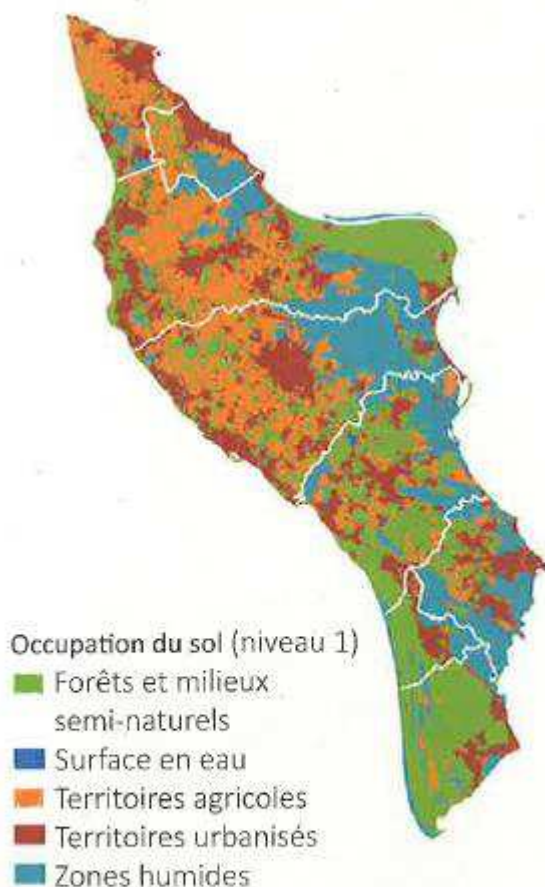 Occupation du sol (niveau 1)
Forêts et milieux
semi-naturels
Surface en eau
Territoires agricoles
Territoires urbanisés
Zones humides